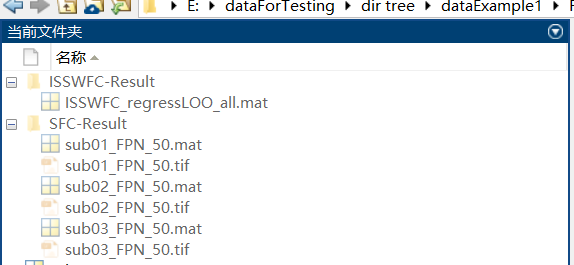 E: dataForTesting dir tree dataExample1
当前文件夹
名称
ISSWFC-Result
ISSWFC_regressLOO_all.mat
SFC-Result
sub01_FPN_50.mat
sub01_FPN_50.tif
sub02_FPN_50.mat
sub02_FPN_50.tif
sub03_FPN_50.mat
sub03_FPN_50.tif